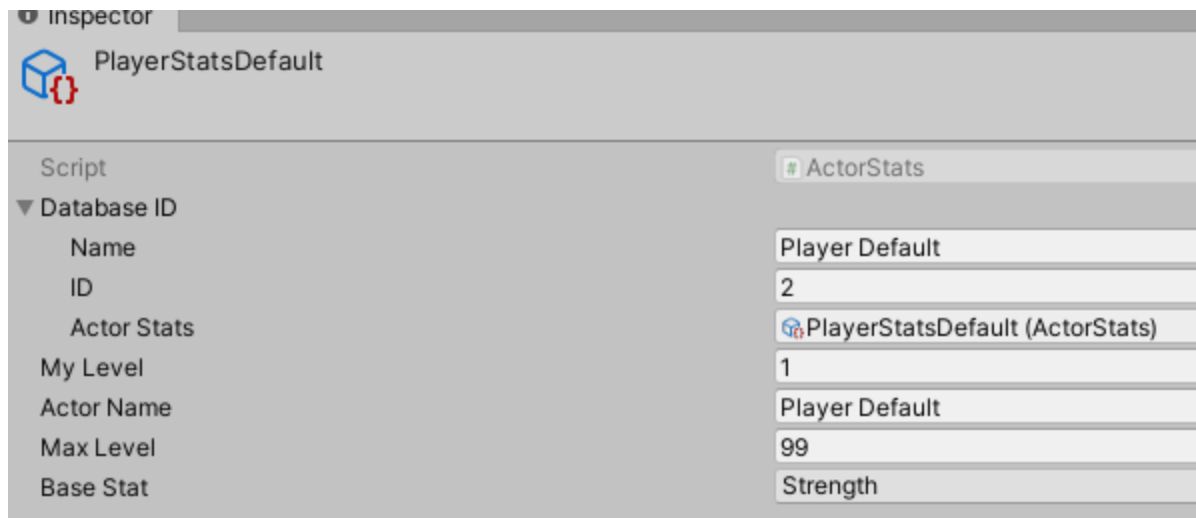 Inspector
PlayerStatsDefault
Script # ActorStats
Database ID
Name Player Default
ID 2
Actor Stats PlayerStatsDefault (ActorStats)
My Level 1
Actor Name Player Default
Max Level 99
Base Stat Strength